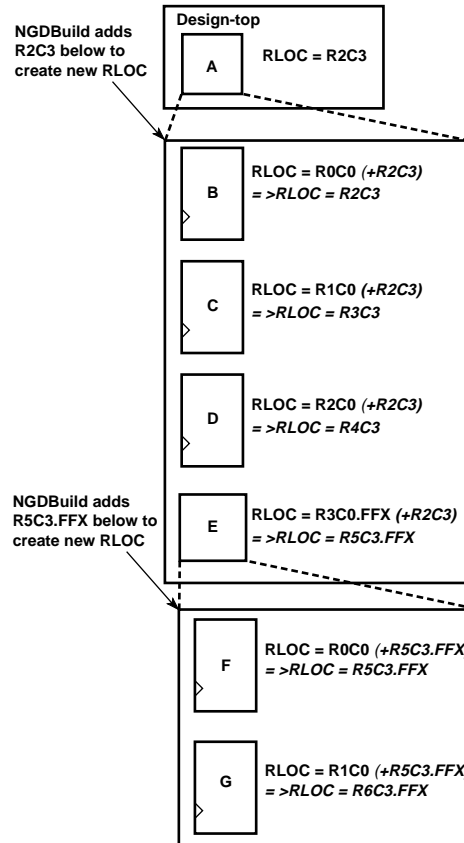 Design-top
NGDBuild adds
R2C3 below to
create new RLOC
A
RLOC = R2C3
B
RLOC = R0C0 (+R2C3)
= >RLOC = R2C3
C
RLOC = R1C0 (+R2C3)
= >RLOC = R3C3
D
RLOC = R2C0 (+R2C3)
= >RLOC = R4C3
NGDBuild adds
R5C3.FFX below to
create new RLOC
E
RLOC = R3C0.FFX (+R2C3)
= >RLOC = R5C3.FFX
F
RLOC = R0C0 (+R5C3.FFX)
= >RLOC = R5C3.FFX
G
RLOC = R1C0 (+R5C3.FFX
= >RLOC = R6C3.FFX